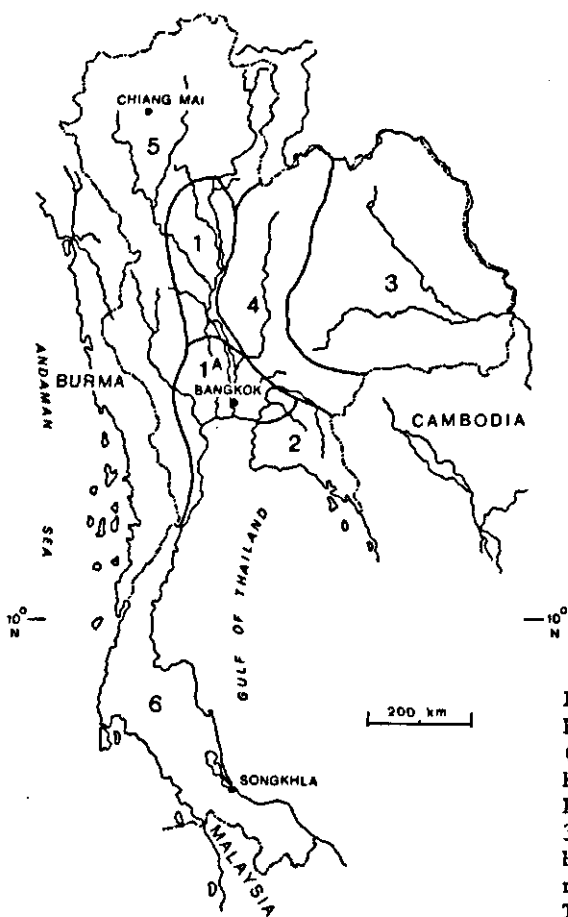 CHIANG MAI
5
1
3
4
1A
BANGKOK
BURMA
ANDAMAN SEA
CAMBODIA
2
GULF OF THAILAND
10°
N
10°
N
6
200 km
SONGKHLA
MALAYSIA
3